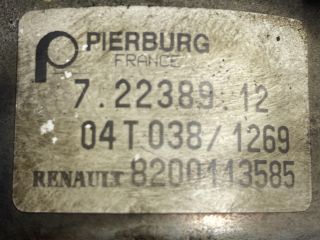 PIERBURG
FRANCE
7.22389.12
04T038/1269
RENAULT 8200113585